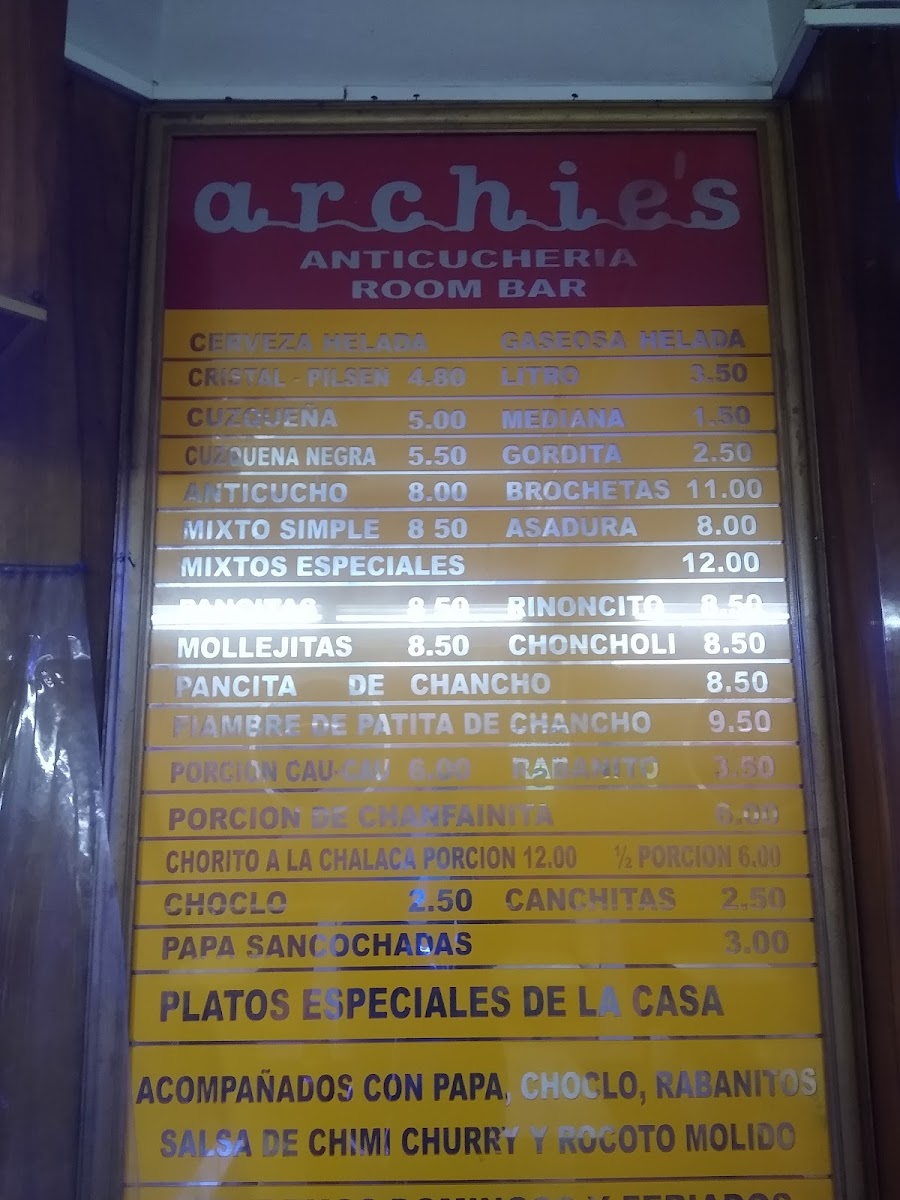 archie's
ANTICUCHERIA
ROOM BAR
CERVEZA HELADA GASEOSA HELADA
CRISTAL - PILSEN 4.80 LITRO 3.50
CUZQUEÑA 5.00 MEDIANA 1.50
CUZQUENA NEGRA 5.50 GORDITA 2.50
ANTICUCHO 8.00 BROCHETAS 11.00
MIXTO SIMPLE 8 50 ASADURA 8.00
MIXTOS ESPECIALES 12.00
PANCITAS 8.50 RINONCITO 8.50
MOLLEJITAS 8.50 CHONCHOLI 8.50
PANCITA DE CHANCHO 8.50
FIAMBRE DE PATITA DE CHANCHO 9.50
PORCION CAU-CAU 6.00 RABANITO 3.50
PORCION DE CHANFAINITA 6.00
CHORITO A LA CHALACA PORCION 12.00 ½ PORCION 6.00
CHOCLO 2.50 CANCHITAS 2.50
PAPA SANCOCHADAS 3.00
PLATOS ESPECIALES DE LA CASA
ACOMPAÑADOS CON PAPA, CHOCLO, RABANITOS
SALSA DE CHIMI CHURRY Y ROCOTO MOLIDO
DOMINGOS Y FERIADOS